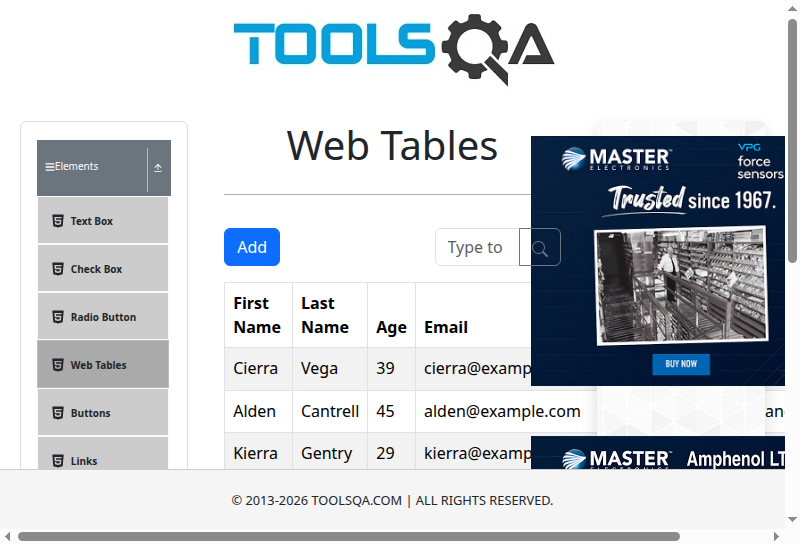 TOOLSQA
Elements
Text Box
Check Box
Radio Button
Web Tables
Buttons
Links
Web Tables
Add
Type to
First Name
Last Name
Age
Email
Cierra Vega 39 cierra@examp
Alden Cantrell 45 alden@example.com
Kierra Gentry 29 kierra@examp
MASTER
ELECTRONICS
VPG
force
sensors
Trusted since 1967.
BUY NOW
an
MASTER
ELECTRONICS
Amphenol LT
© 2013-2026 TOOLSQA.COM | ALL RIGHTS RESERVED.